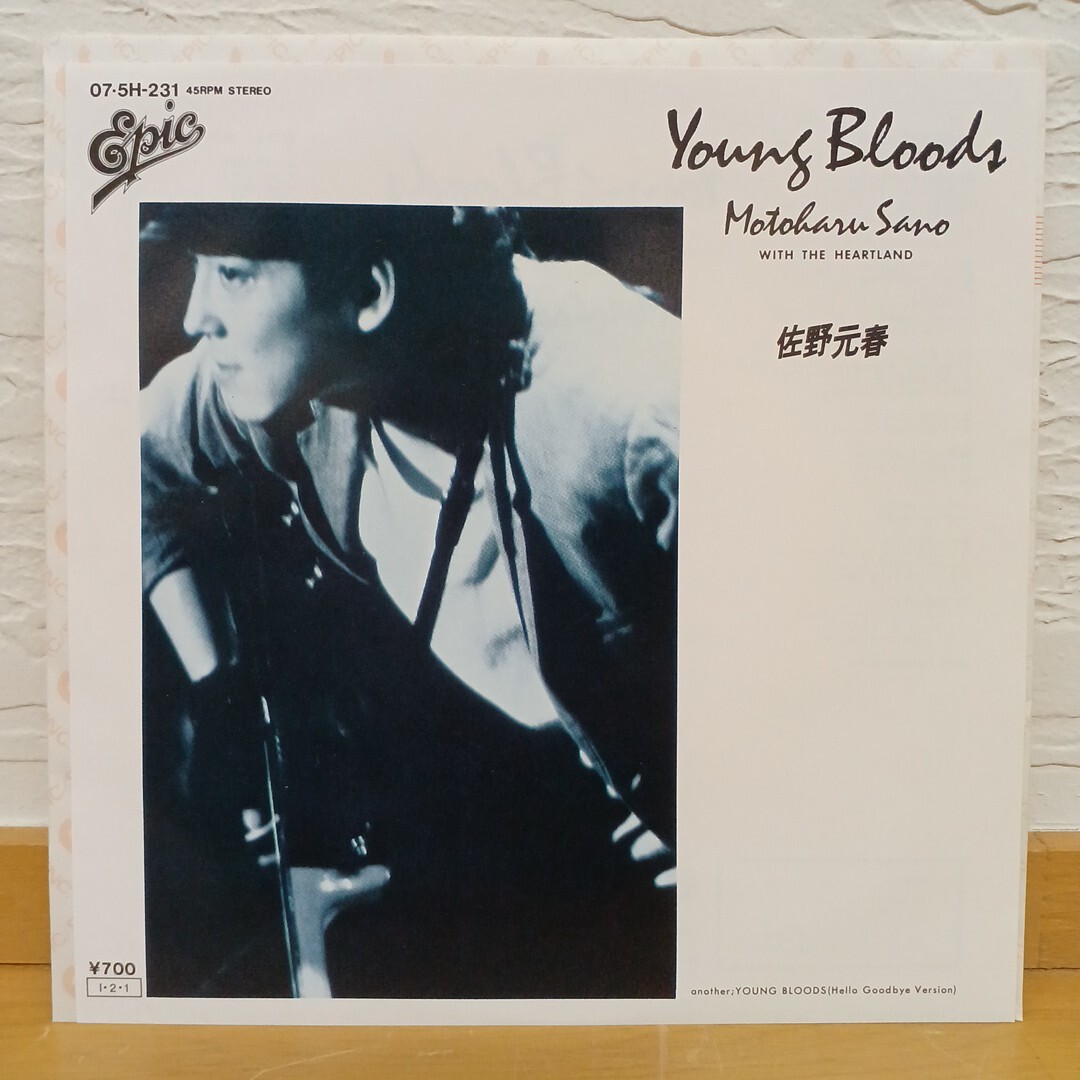 07・5H-231 45RPM STEREO
Epic
Young Bloods
Motoharu Sano
WITH THE HEARTLAND
佐野元春
¥700
I・2・1
another;YOUNG BLOODS(Hello Goodbye Version)